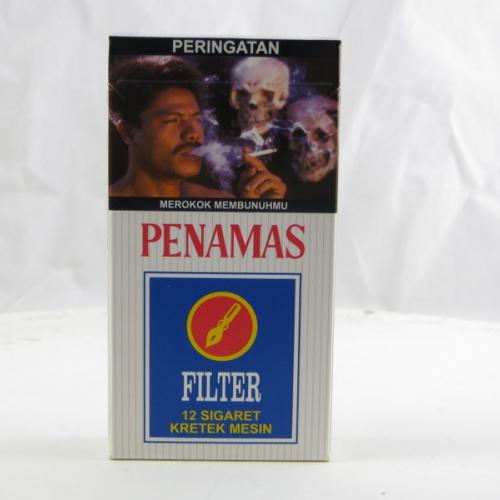 PERINGATAN
MEROKOK MEMBUNUHMU
PENAMAS
FILTER
12 SIGARET
KRETEK MESIN